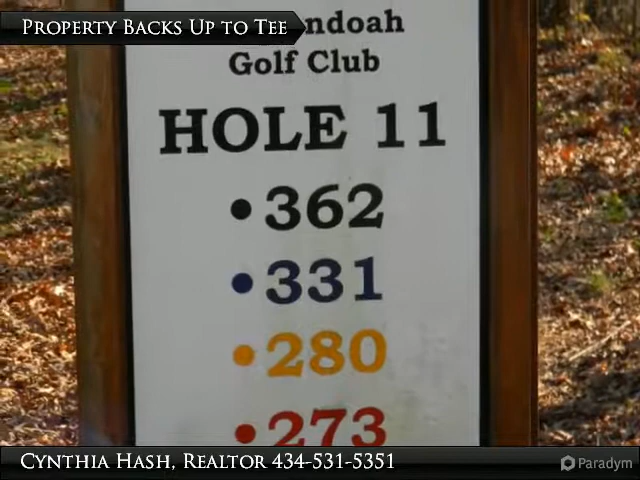 Property Backs Up to Tee
ndoah
Golf Club
HOLE 11
•362
•331
•280
•273
Cynthia Hash, Realtor 434-531-5351
Paradym